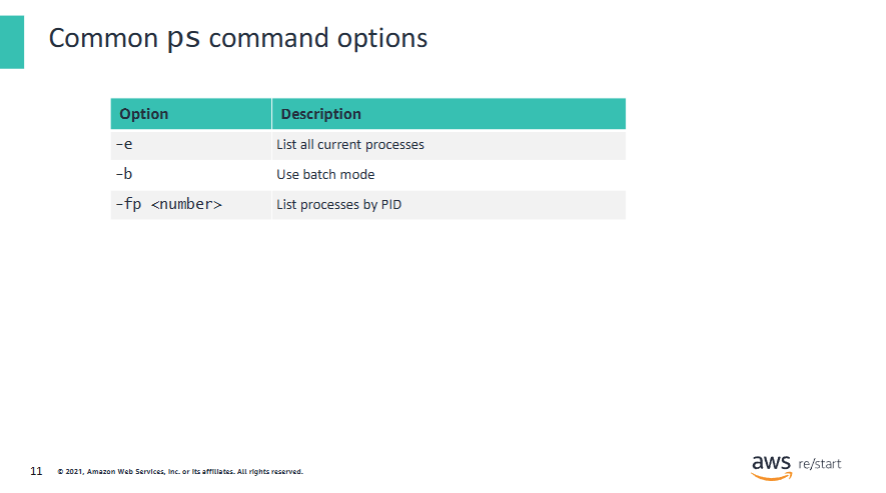 Common ps command options
Option Description
-e List all current processes
-b Use batch mode
-fp <number> List processes by PID
11 © 2021, Amazon Web Services, Inc. or its affiliates. All rights reserved.
aws re/start